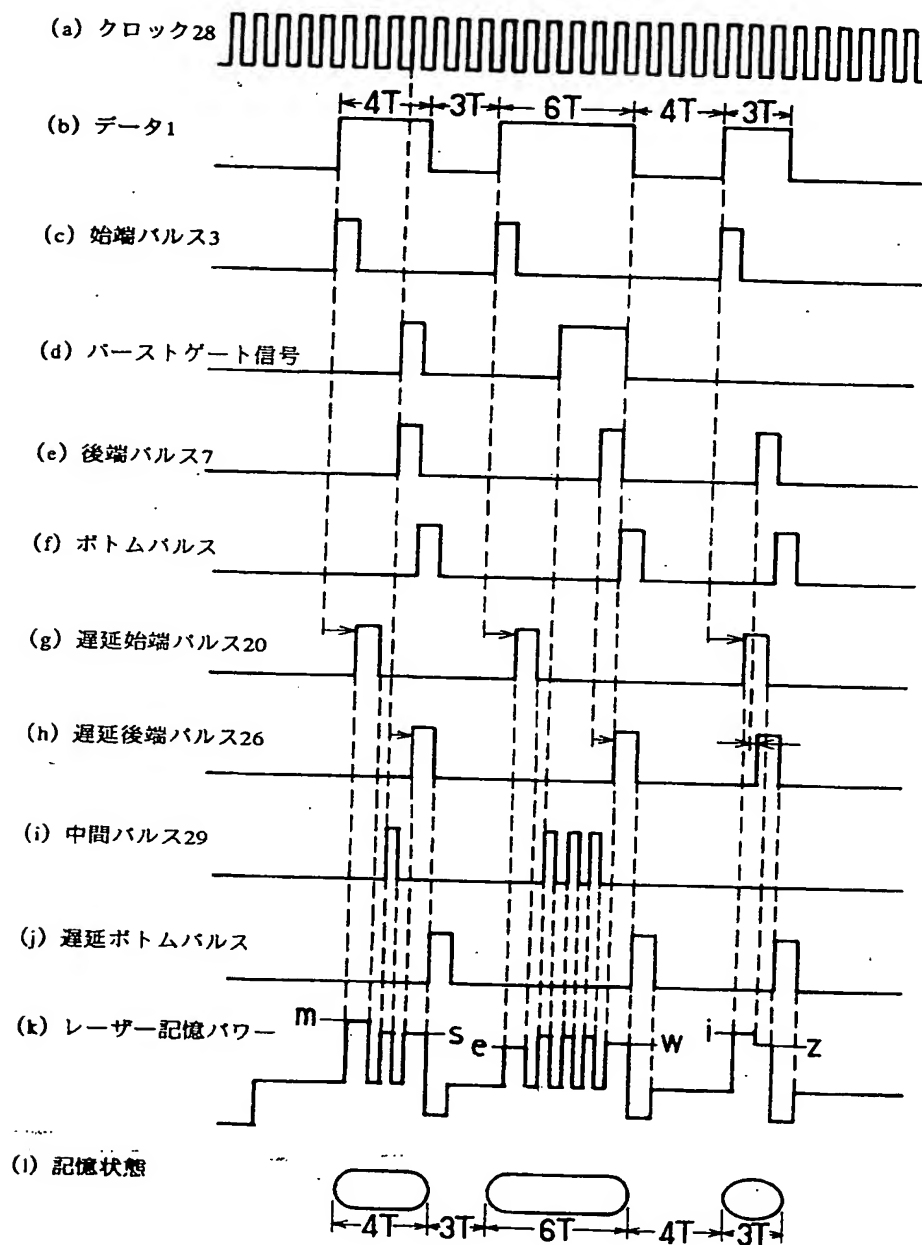 (a) クロック28
4T 3T 6T 4T 3T
(b) データ1
(c) 始端パルス3
(d) バーストゲート信号
(e) 後端パルス7
(f) ボトムパルス
(g) 遅延始端パルス20
(h) 遅延後端パルス26
(i) 中間パルス29
(j) 遅延ボトムパルス
(k) レーザー記憶パワー
m s e w i z
(l) 記憶状態
4T 3T 6T 4T 3T